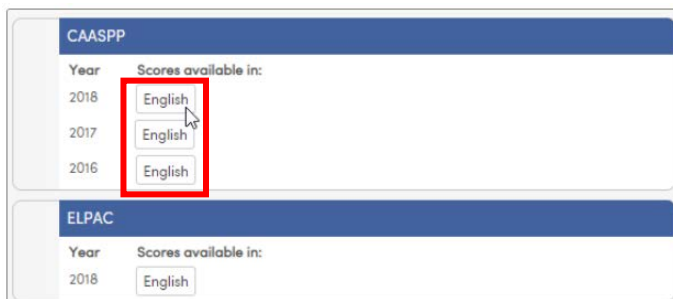 CAASPP
Year Scores available in:
2018 English
2017 English
2016 English
ELPAC
Year Scores available in:
2018 English